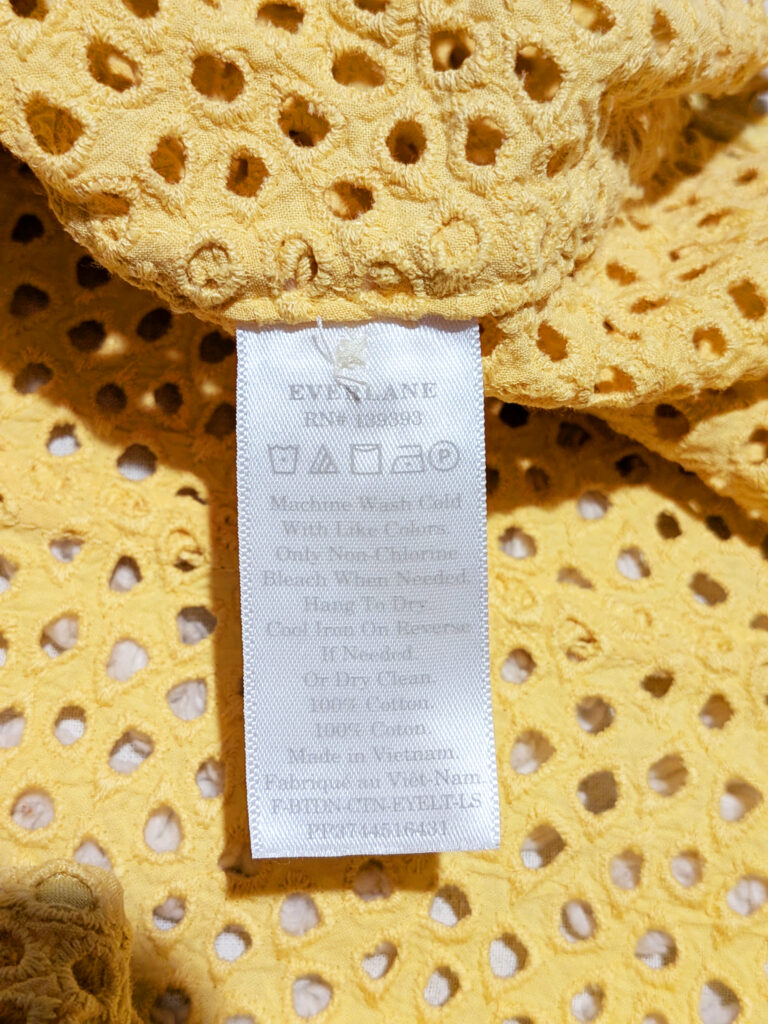 EVERLANE
RN# 139393
P
Machine Wash Cold
With Like Colors.
Only Non-Chlorine
Bleach When Needed.
Hang To Dry
Cool Iron On Reverse
If Needed.
Or Dry Clean.
100% Cotton.
100% Coton.
Made in Vietnam.
Fabriqué au Viêt-Nam.
F-BTDN-CTN-EYELT-LS
PP3744516431